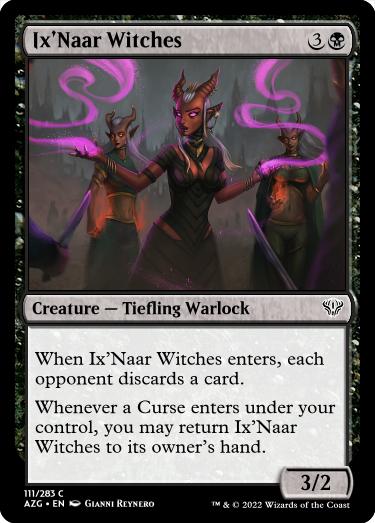 Ix'Naar Witches 3
Creature — Tiefling Warlock
When Ix'Naar Witches enters, each
opponent discards a card.
Whenever a Curse enters under your
control, you may return Ix'Naar
Witches to its owner's hand.
3/2
111/283 C
AZG • EN Gianni Reynero
™ & © 2022 Wizards of the Coast